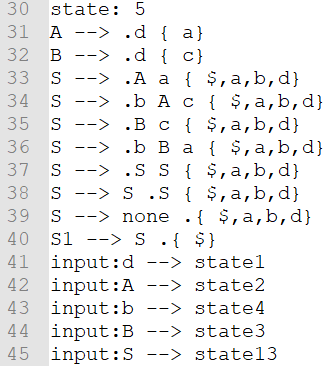 30 state: 5
31 A --> .d { a}
32 B --> .d { c}
33 S --> .A a { $,a,b,d}
34 S --> .b A c { $,a,b,d}
35 S --> .B c { $,a,b,d}
36 S --> .b B a { $,a,b,d}
37 S --> .S S { $,a,b,d}
38 S --> S .S { $,a,b,d}
39 S --> none .{ $,a,b,d}
40 S1 --> S .{ $}
41 input:d --> state1
42 input:A --> state2
43 input:b --> state4
44 input:B --> state3
45 input:S --> state13